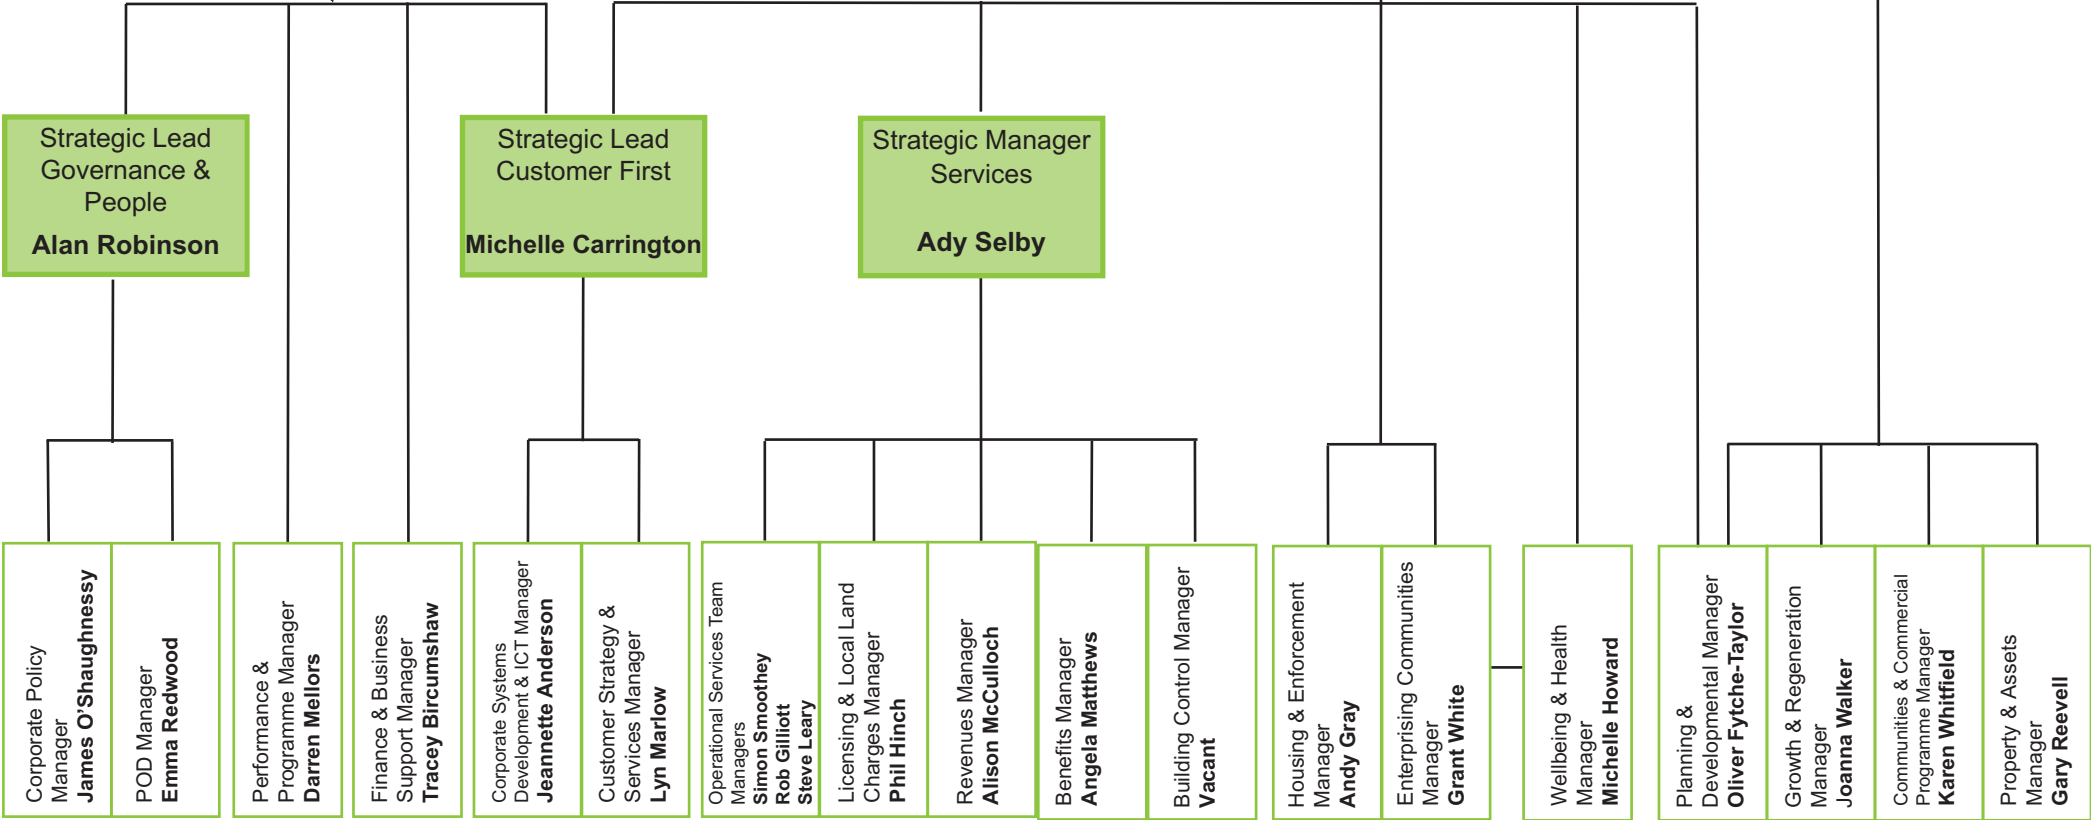 Strategic Lead
Governance &
People
Alan Robinson
Strategic Lead
Customer First
Michelle Carrington
Strategic Manager
Services
Ady Selby
Corporate Policy
Manager
James O’Shaughnessy
POD Manager
Emma Redwood
Performance &
Programme Manager
Darren Mellors
Finance & Business
Support Manager
Tracey Bircumshaw
Corporate Systems
Development & ICT Manager
Jeannette Anderson
Customer Strategy &
Services Manager
Lyn Marlow
Operational Services Team
Managers
Simon Smoothey
Rob Gilliott
Steve Leary
Licensing & Local Land
Charges Manager
Phil Hinch
Revenues Manager
Alison McCulloch
Benefits Manager
Angela Matthews
Building Control Manager
Vacant
Housing & Enforcement
Manager
Andy Gray
Enterprising Communities
Manager
Grant White
Wellbeing & Health
Manager
Michelle Howard
Planning &
Developmental Manager
Oliver Fytche-Taylor
Growth & Regeneration
Manager
Joanna Walker
Communities & Commercial
Programme Manager
Karen Whitfield
Property & Assets
Manager
Gary Reevell